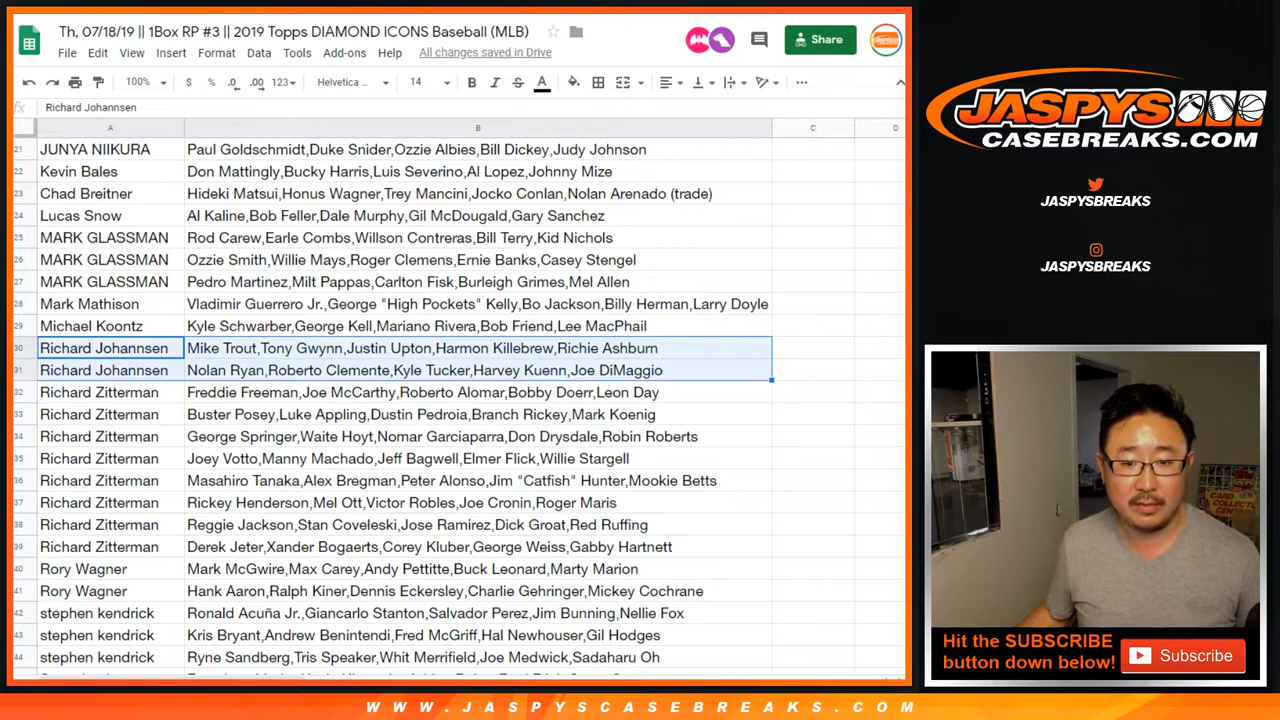 Th, 07/18/19 || 1Box RP #3 || 2019 Topps DIAMOND ICONS Baseball (MLB)
File Edit View Insert Format Data Tools Add-ons Help All changes saved in Drive
Share
100% $ % .0 .00 123 Helvetica ... 14 B I S A
fx Richard Johannsen
A B C D
21 JUNYA NIIKURA Paul Goldschmidt,Duke Snider,Ozzie Albies,Bill Dickey,Judy Johnson
22 Kevin Bales Don Mattingly,Bucky Harris,Luis Severino,Al Lopez,Johnny Mize
23 Chad Breitner Hideki Matsui,Honus Wagner,Trey Mancini,Jocko Conlan,Nolan Arenado (trade)
24 Lucas Snow Al Kaline,Bob Feller,Dale Murphy,Gil McDougald,Gary Sanchez
25 MARK GLASSMAN Rod Carew,Earle Combs,Willson Contreras,Bill Terry,Kid Nichols
26 MARK GLASSMAN Ozzie Smith,Willie Mays,Roger Clemens,Ernie Banks,Casey Stengel
27 MARK GLASSMAN Pedro Martinez,Milt Pappas,Carlton Fisk,Burleigh Grimes,Mel Allen
28 Mark Mathison Vladimir Guerrero Jr.,George "High Pockets" Kelly,Bo Jackson,Billy Herman,Larry Doyle
29 Michael Koontz Kyle Schwarber,George Kell,Mariano Rivera,Bob Friend,Lee MacPhail
30 Richard Johannsen Mike Trout,Tony Gwynn,Justin Upton,Harmon Killebrew,Richie Ashburn
31 Richard Johannsen Nolan Ryan,Roberto Clemente,Kyle Tucker,Harvey Kuenn,Joe DiMaggio
32 Richard Zitterman Freddie Freeman,Joe McCarthy,Roberto Alomar,Bobby Doerr,Leon Day
33 Richard Zitterman Buster Posey,Luke Appling,Dustin Pedroia,Branch Rickey,Mark Koenig
34 Richard Zitterman George Springer,Waite Hoyt,Nomar Garciaparra,Don Drysdale,Robin Roberts
35 Richard Zitterman Joey Votto,Manny Machado,Jeff Bagwell,Elmer Flick,Willie Stargell
36 Richard Zitterman Masahiro Tanaka,Alex Bregman,Peter Alonso,Jim "Catfish" Hunter,Mookie Betts
37 Richard Zitterman Rickey Henderson,Mel Ott,Victor Robles,Joe Cronin,Roger Maris
38 Richard Zitterman Reggie Jackson,Stan Coveleski,Jose Ramirez,Dick Groat,Red Ruffing
39 Richard Zitterman Derek Jeter,Xander Bogaerts,Corey Kluber,George Weiss,Gabby Hartnett
40 Rory Wagner Mark McGwire,Max Carey,Andy Pettitte,Buck Leonard,Marty Marion
41 Rory Wagner Hank Aaron,Ralph Kiner,Dennis Eckersley,Charlie Gehringer,Mickey Cochrane
42 stephen kendrick Ronald Acuña Jr.,Giancarlo Stanton,Salvador Perez,Jim Bunning,Nellie Fox
43 stephen kendrick Kris Bryant,Andrew Benintendi,Fred McGriff,Hal Newhouser,Gil Hodges
44 stephen kendrick Ryne Sandberg,Tris Speaker,Whit Merrifield,Joe Medwick,Sadaharu Oh
JASPYS
CASEBREAKS.COM
JASPYSBREAKS
JASPYSBREAKS
Hit the SUBSCRIBE
button down below!
Subscribe
WWW.JASPYSCASEBREAKS.COM